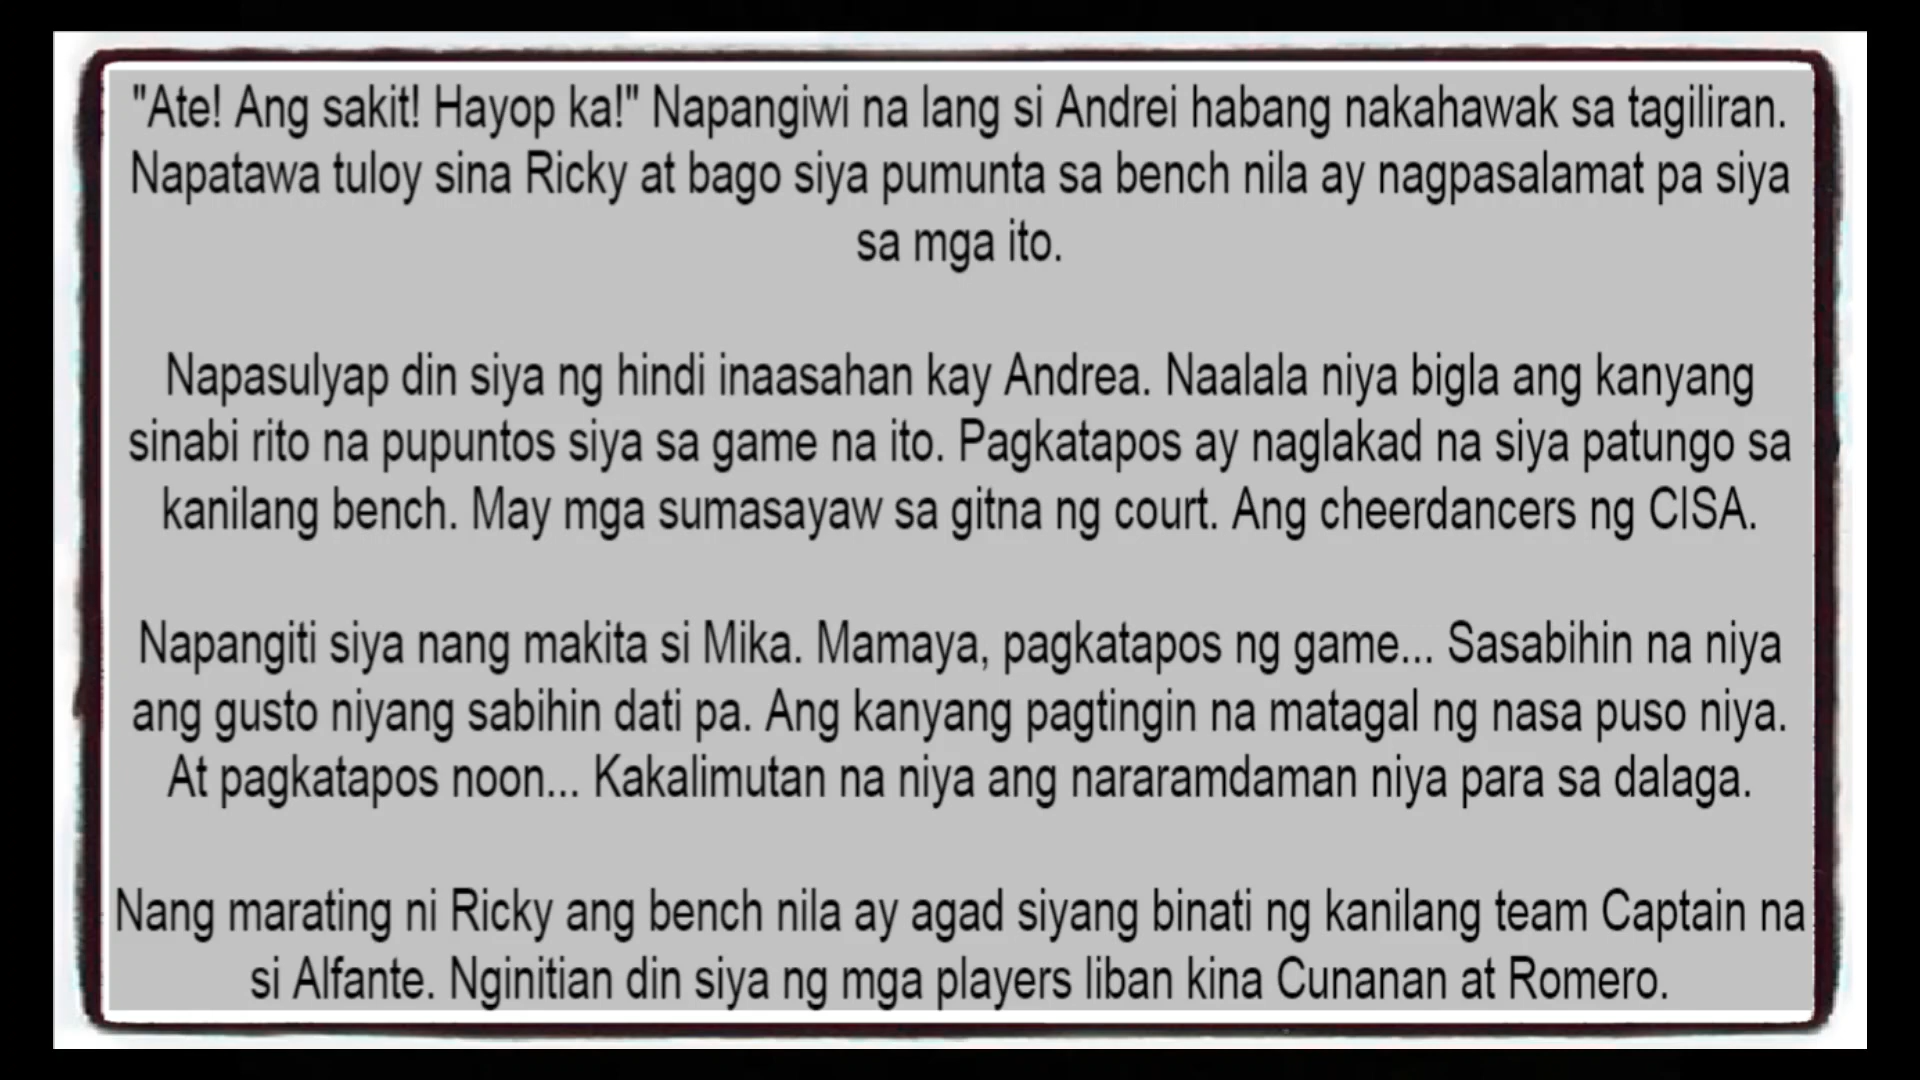 "Ate! Ang sakit! Hayop ka!" Napangiwi na lang si Andrei habang nakahawak sa tagiliran.
Napatawa tuloy sina Ricky at bago siya pumunta sa bench nila ay nagpasalamat pa siya
sa mga ito.
Napasulyap din siya ng hindi inaasahan kay Andrea. Naalala niya bigla ang kanyang
sinabi rito na pupuntos siya sa game na ito. Pagkatapos ay naglakad na siya patungo sa
kanilang bench. May mga sumasayaw sa gitna ng court. Ang cheerdancers ng CISA.
Napangiti siya nang makita si Mika. Mamaya, pagkatapos ng game... Sasabihin na niya
ang gusto niyang sabihin dati pa. Ang kanyang pagtingin na matagal ng nasa puso niya.
At pagkatapos noon... Kakalimutan na niya ang nararamdaman niya para sa dalaga.
Nang marating ni Ricky ang bench nila ay agad siyang binati ng kanilang team Captain na
si Alfante. Nginitian din siya ng mga players liban kina Cunanan at Romero.